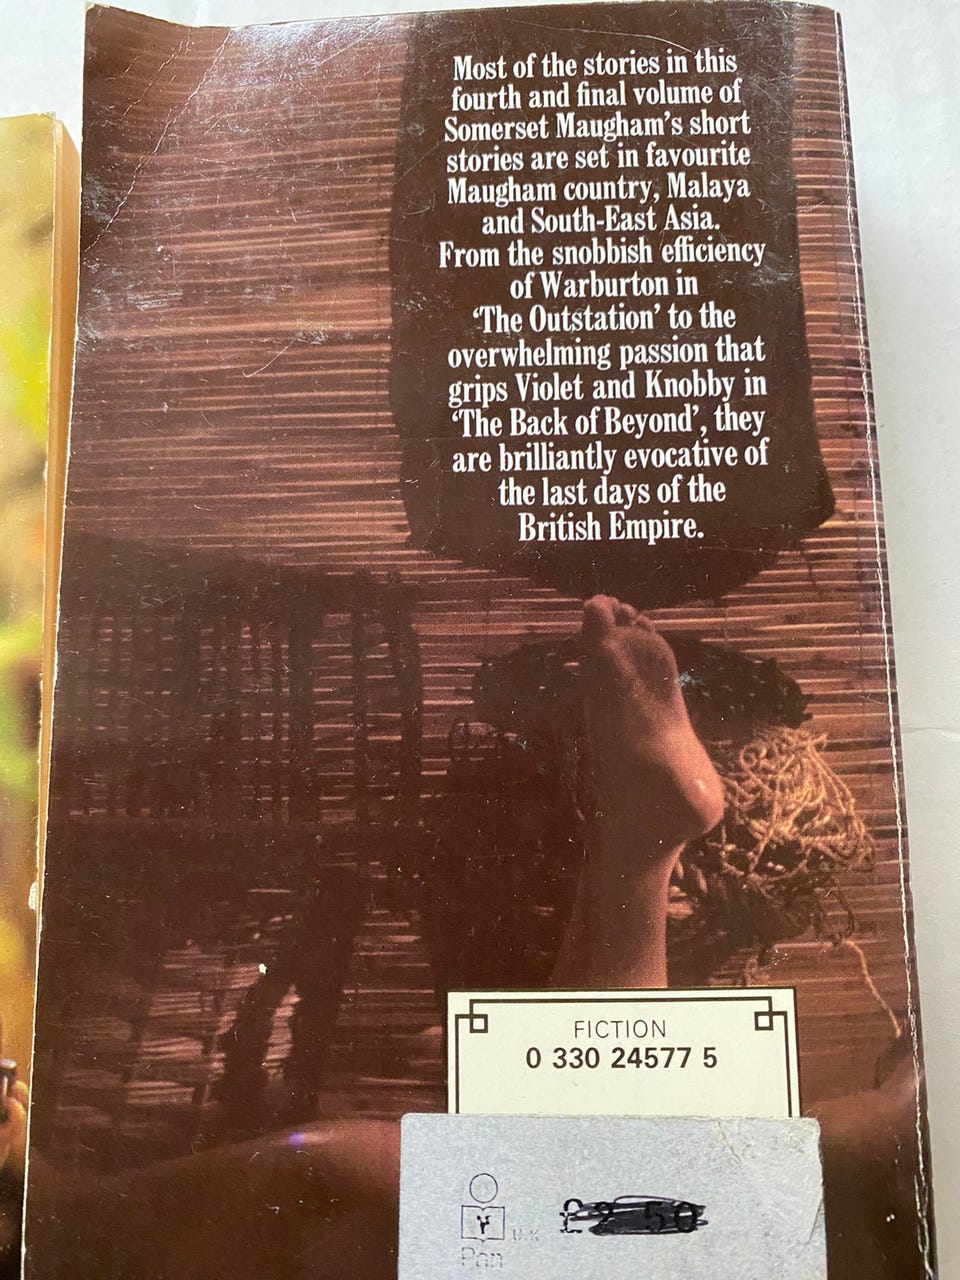 Most of the stories in this
fourth and final volume of
Somerset Maugham's short
stories are set in favourite
Maugham country, Malaya
and South-East Asia.
From the snobbish efficiency
of Warburton in
‘The Outstation’ to the
overwhelming passion that
grips Violet and Knobby in
‘The Back of Beyond’, they
are brilliantly evocative of
the last days of the
British Empire.
FICTION
0 330 24577 5
U.K £2.50
Pan